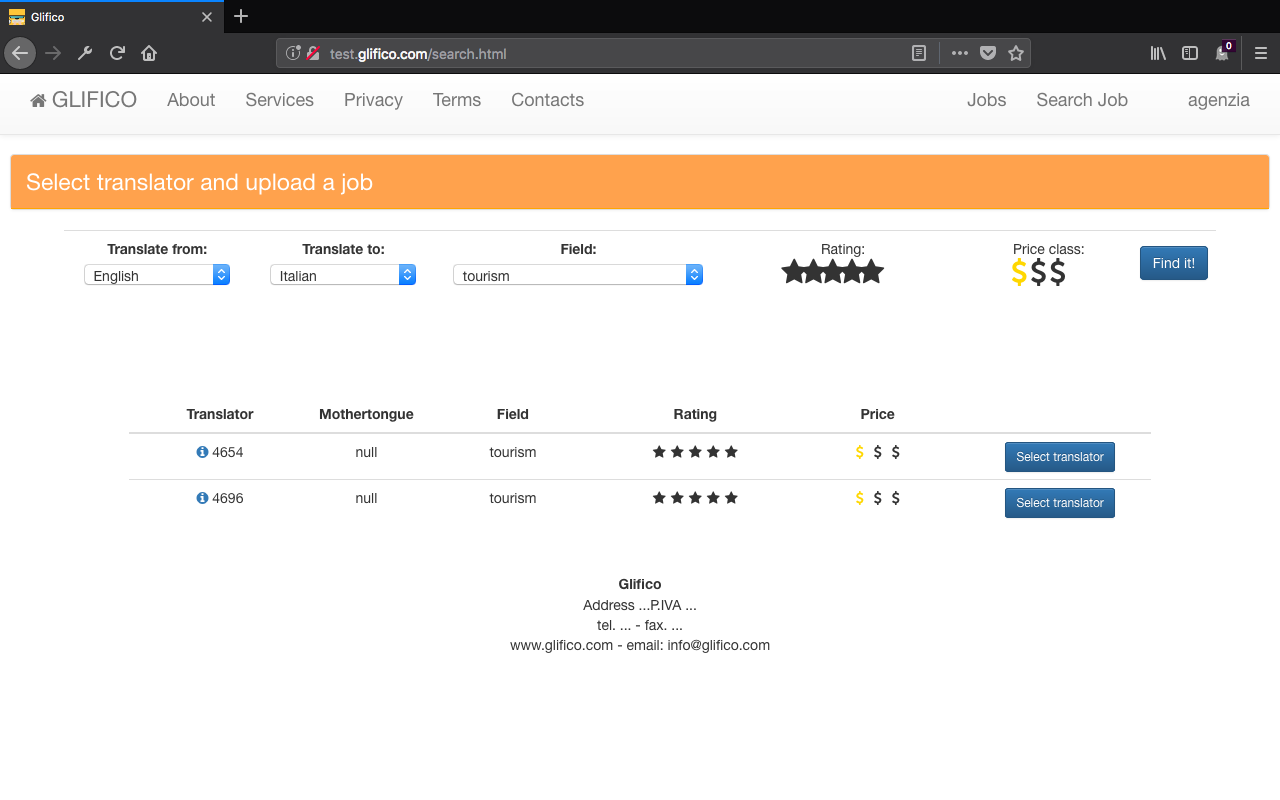 Glifico
test.glifico.com/search.html
0
GLIFICO About Services Privacy Terms Contacts Jobs Search Job agenzia
Select translator and upload a job
Translate from: Translate to: Field: Rating: Price class:
English Italian tourism $$$ Find it!
Translator Mothertongue Field Rating Price
4654 null tourism $ $ $ Select translator
4696 null tourism $ $ $ Select translator
Glifico
Address ...P.IVA ...
tel. ... - fax. ...
www.glifico.com - email: info@glifico.com